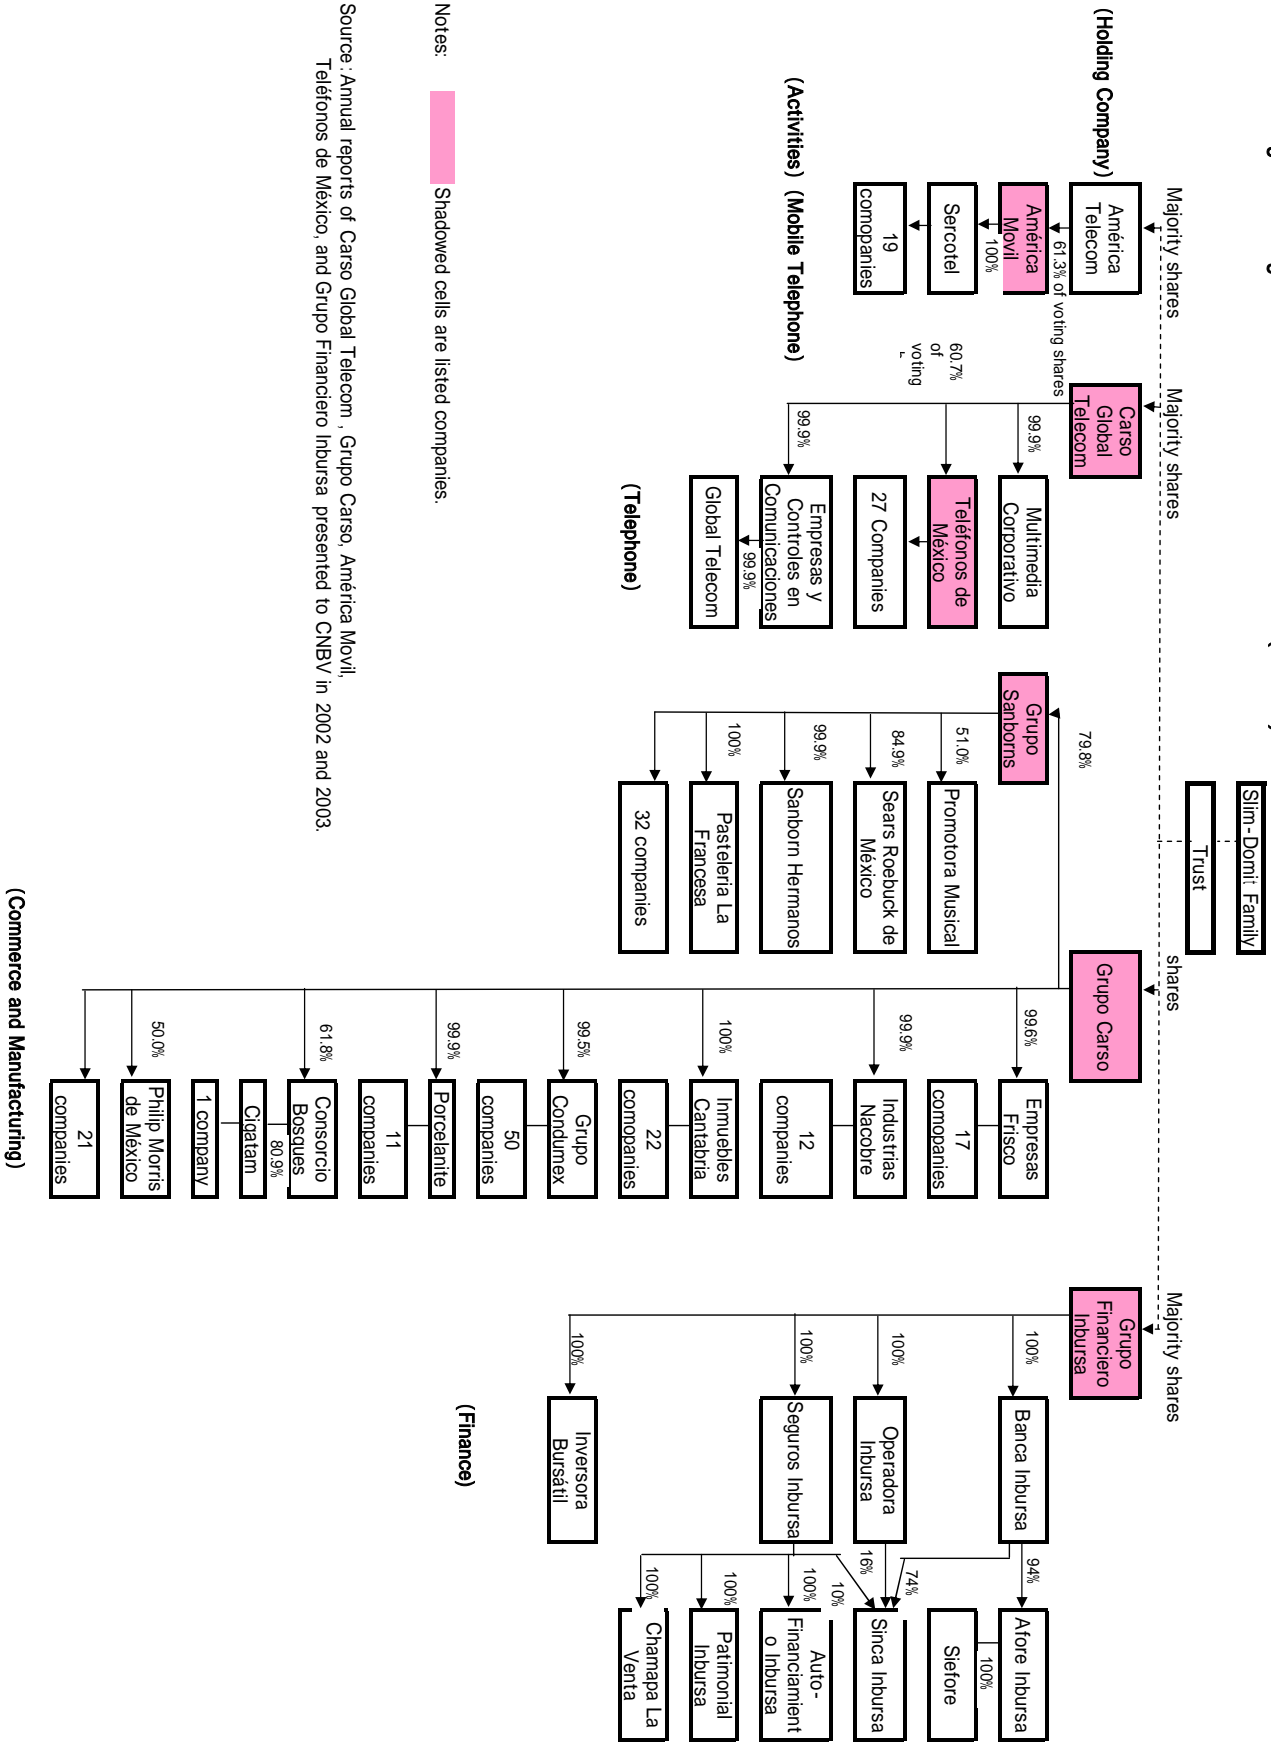 Slim-Domit Family
Trust
Majority shares
Majority shares
shares
Majority shares
(Holding Company)
América
Telecom
61.3% of voting shares
América
Movil
100%
Sercotel
19
comopanies
(Activities)
(Mobile Telephone)
Carso
Global
Telecom
99.9%
Multimedia
Corporativo
60.7%
of
voting
Teléfonos de
México
27 Companies
99.9%
Empresas y
Controles en
Comunicaciones
99.9%
Global Telecom
(Telephone)
79.8%
Grupo
Sanborns
51.0%
Promotora Musical
84.9%
Sears Roebuck de
México
99.9%
Sanborn Hermanos
100%
Pasteleria La
Francesa
32 companies
Grupo Carso
99.6%
Empresas
Frisco
17
comopanies
99.9%
Industrias
Nacobre
12
companies
100%
Inmuebles
Cantabria
22
comopanies
99.5%
Grupo
Condumex
50
companies
99.9%
Porcelanite
11
companies
61.8%
Consorcio
Bosques
80.9%
Cigatam
1 company
50.0%
Philip Morris
de México
21
companies
(Commerce and Manufacturing)
Grupo
Financiero
Inbursa
100%
Banca Inbursa
94%
Afore Inbursa
100%
Siefore
74%
100%
Operadora
Inbursa
16%
Sinca Inbursa
10%
100%
Seguros Inbursa
100%
Auto-
Financiamient
o Inbursa
100%
Patimonial
Inbursa
100%
Chamapa La
Venta
100%
Inversora
Bursátil
(Finance)
Notes:
Shadowed cells are listed companies.
Source : Annual reports of Carso Global Telecom , Grupo Carso, América Movil,
Teléfonos de México, and Grupo Financiero Inbursa presented to CNBV in 2002 and 2003.